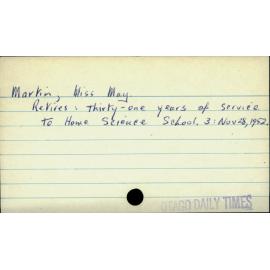 Martin, Miss May.
Retires: thirty-one years of service
to Home Science School. 3: Nov 28, 1952.
OTAGO DAILY TIMES